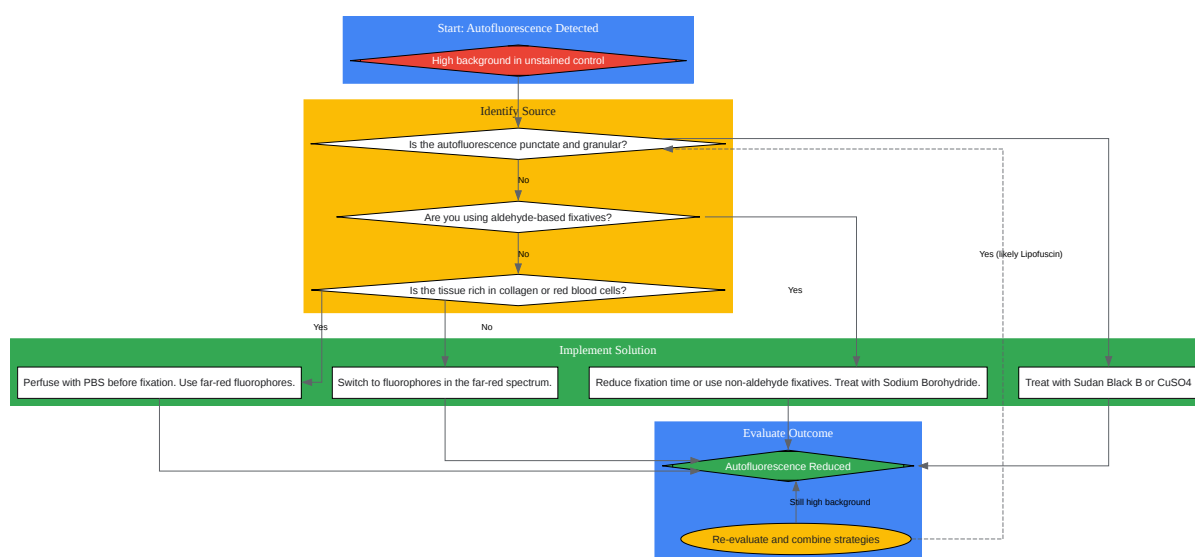 Start: Autofluorescence Detected
High background in unstained control
Identify Source
Is the autofluorescence punctate and granular?
No
Are you using aldehyde-based fixatives?
No
Yes (likely Lipofuscin)
Is the tissue rich in collagen or red blood cells?
Yes
Yes
No
Implement Solution
Perfuse with PBS before fixation. Use far-red fluorophores.
Switch to fluorophores in the far-red spectrum.
Reduce fixation time or use non-aldehyde fixatives. Treat with Sodium Borohydride.
Treat with Sudan Black B or CuSO4
Evaluate Outcome
Autofluorescence Reduced
Still high background
Re-evaluate and combine strategies